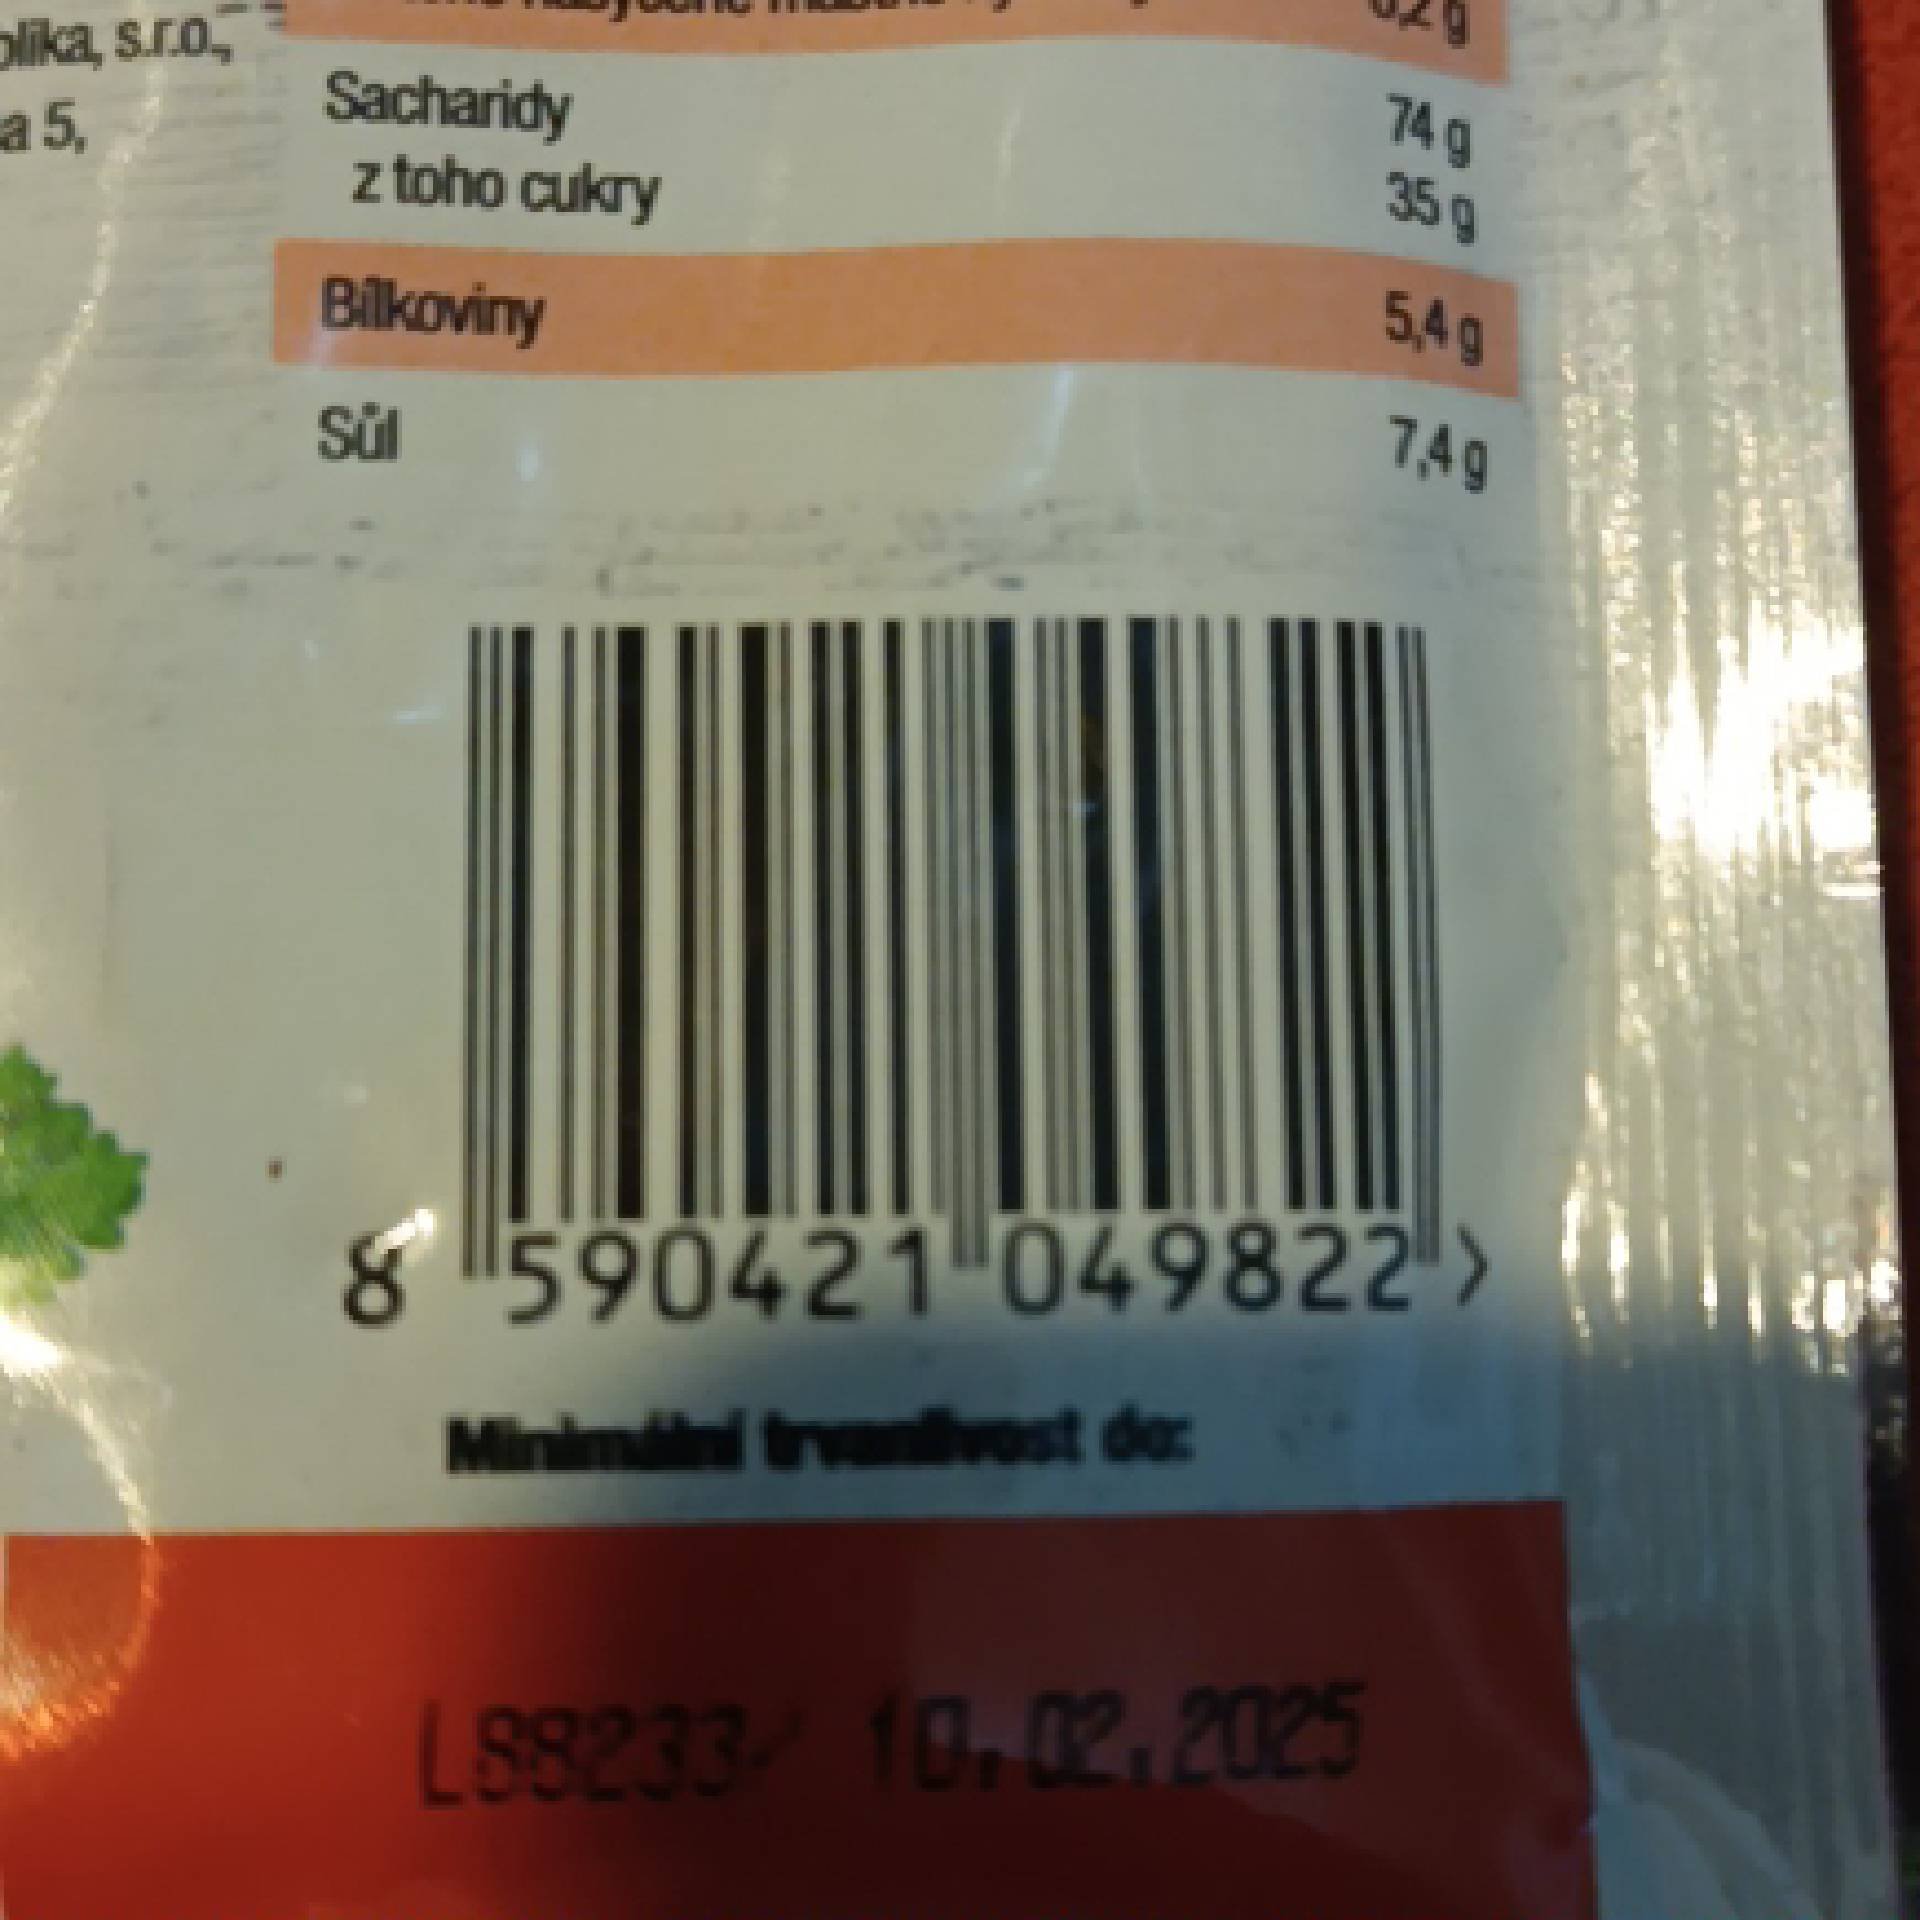 s.r.o.,
a 5,
Sacharidy 74 g
z toho cukry 35 g
Bílkoviny 5,4 g
Sůl 7,4 g
8 590421 049822 >
Minimální trvanlivost do:
L88233 10.02.2025